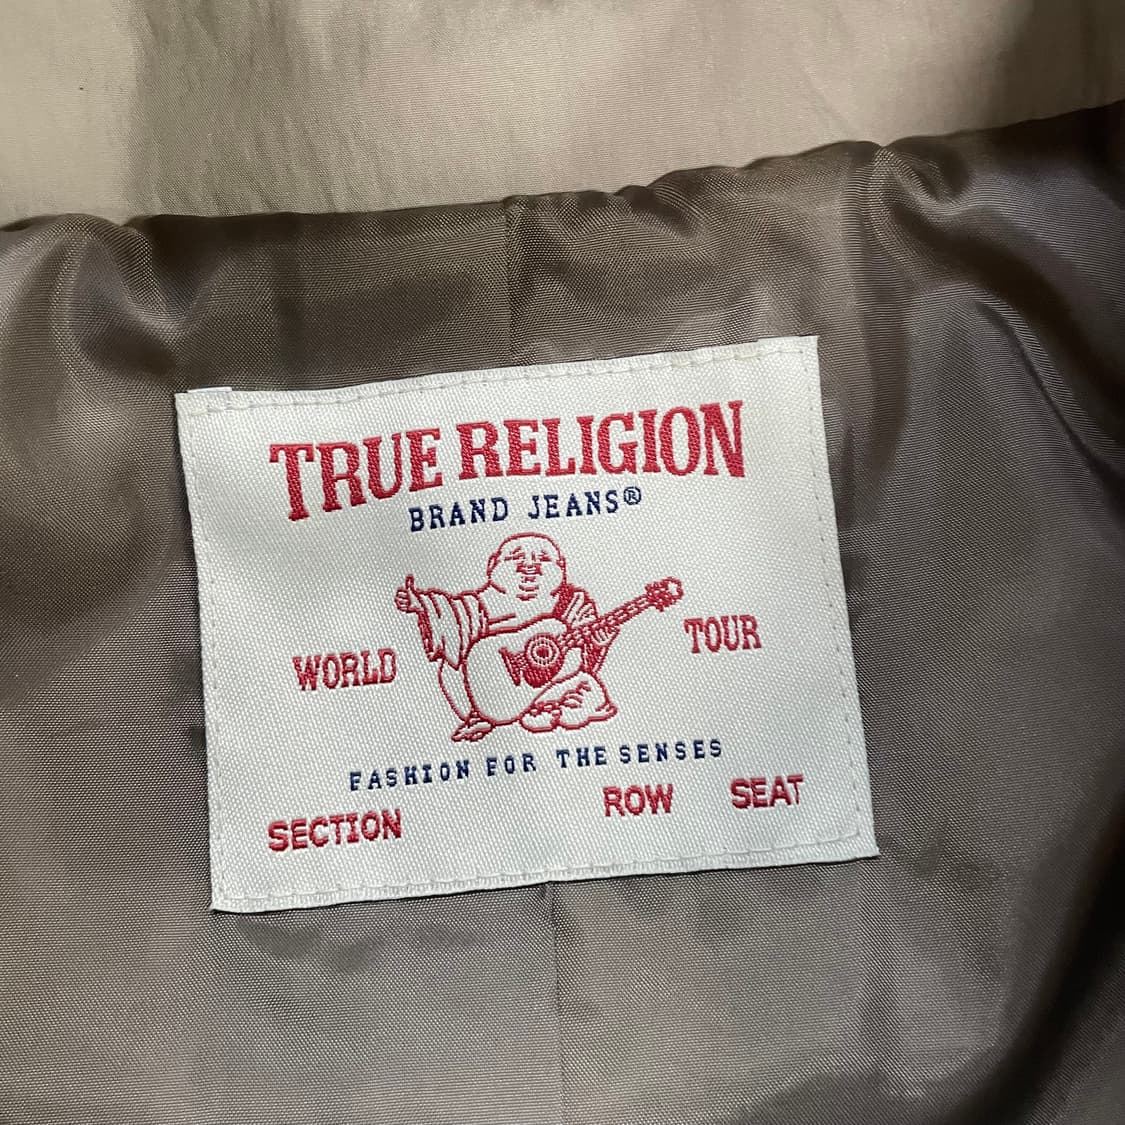 TRUE RELIGION
BRAND JEANS®
WORLD TOUR
FASHION FOR THE SENSES
SECTION ROW SEAT